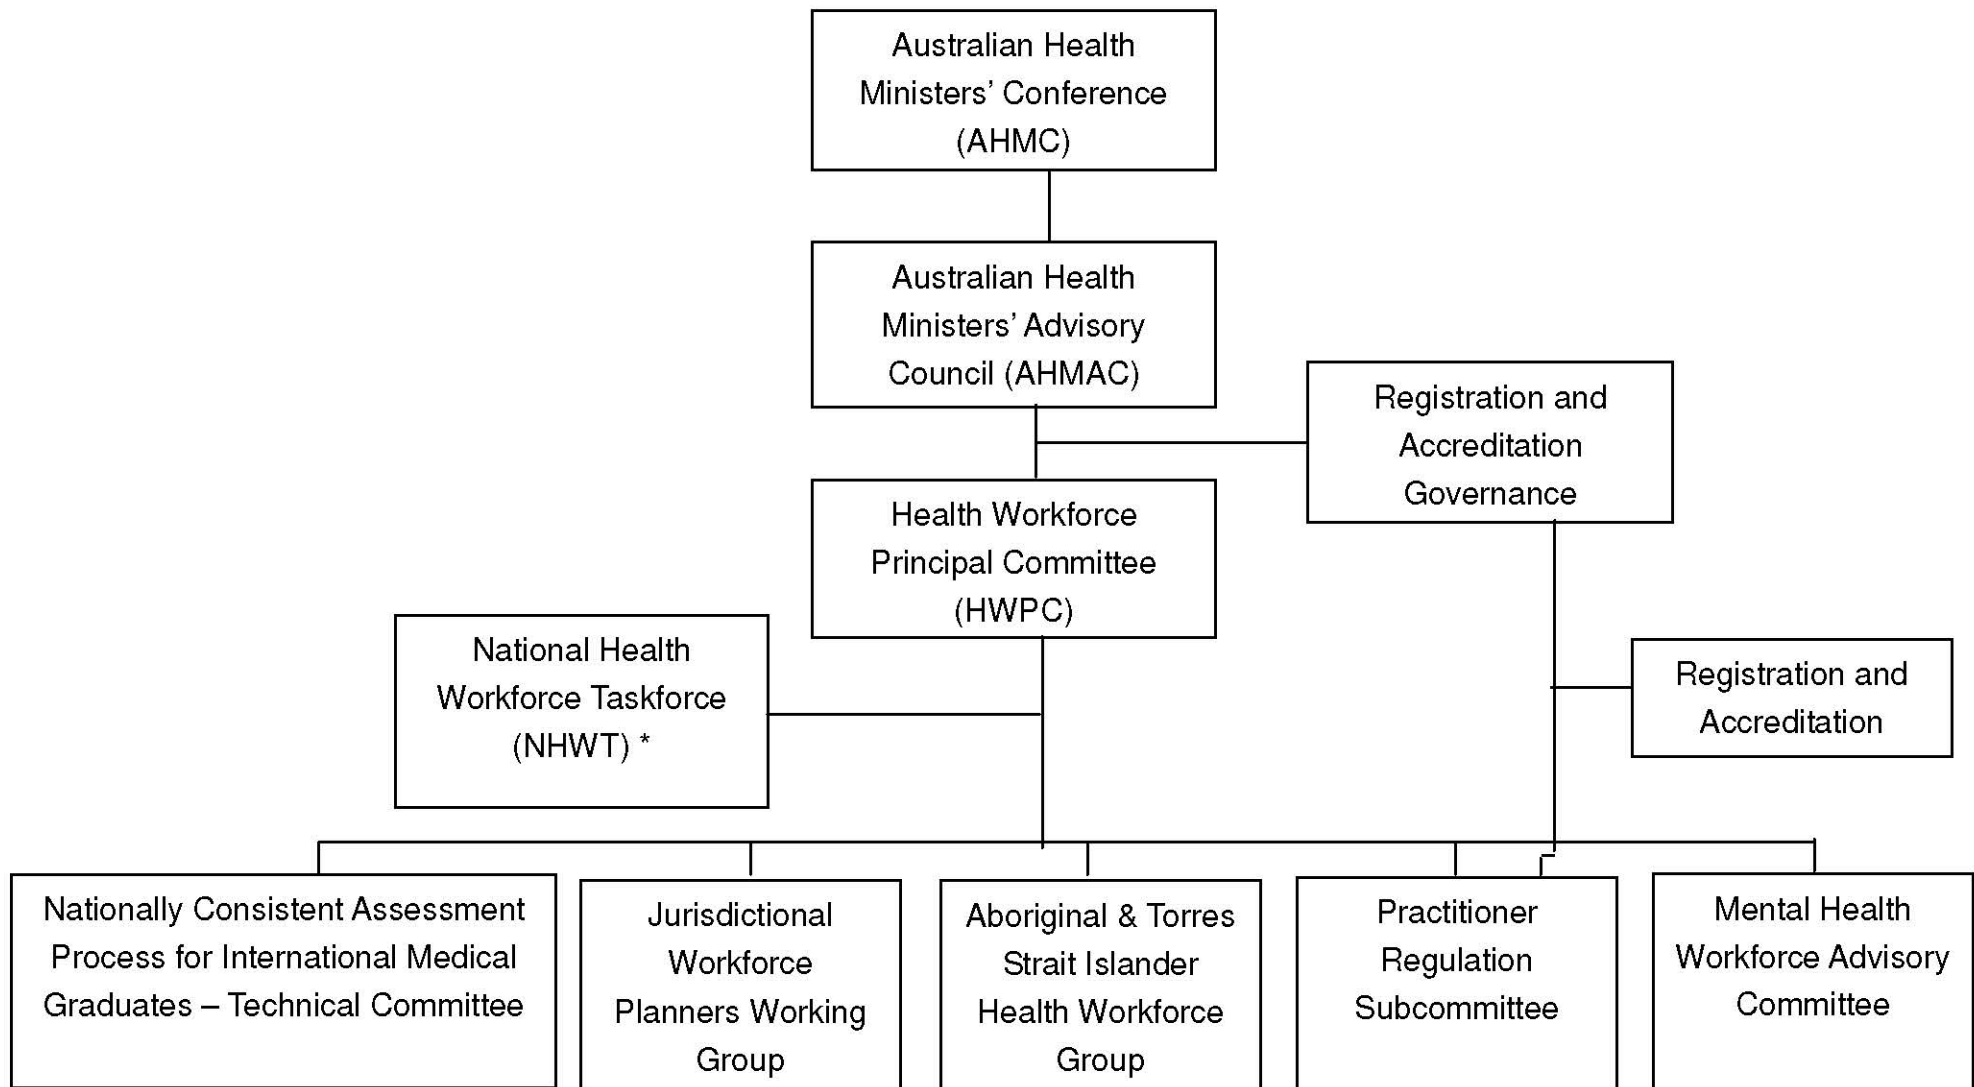 Australian Health
Ministers’ Conference
(AHMC)
Australian Health
Ministers’ Advisory
Council (AHMAC)
Registration and
Accreditation
Governance
Health Workforce
Principal Committee
(HWPC)
National Health
Workforce Taskforce
(NHWT) *
Registration and
Accreditation
Nationally Consistent Assessment
Process for International Medical
Graduates – Technical Committee
Jurisdictional
Workforce
Planners Working
Group
Aboriginal & Torres
Strait Islander
Health Workforce
Group
Practitioner
Regulation
Subcommittee
Mental Health
Workforce Advisory
Committee